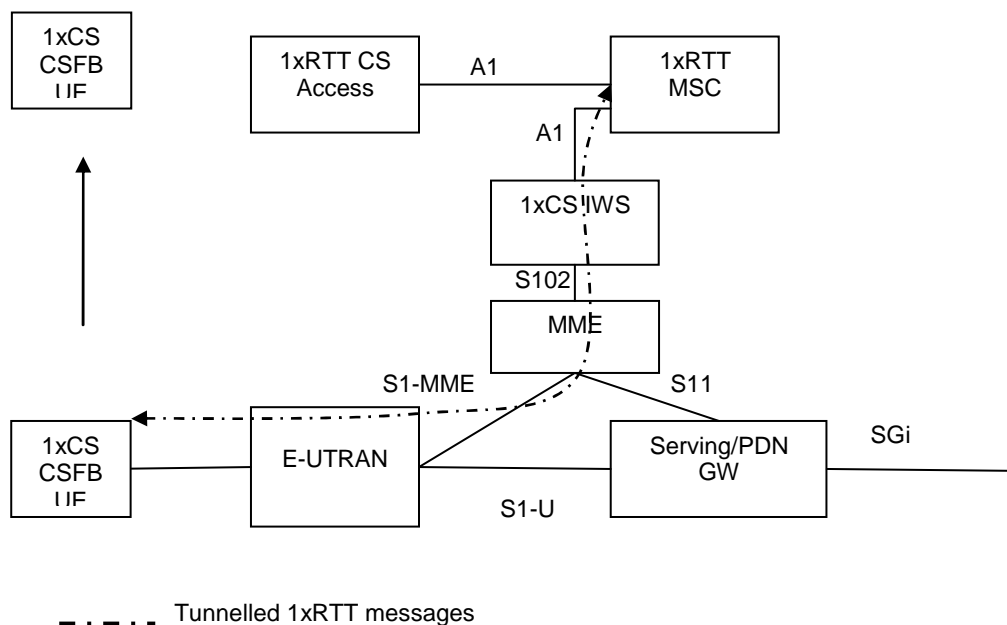 1xCS
CSFB
1xRTT CS
Access
A1
1xRTT
MSC
A1
1xCS IWS
S102
MME
S1-MME
S11
1xCS
CSFB
E-UTRAN
Serving/PDN
GW
SGi
S1-U
Tunnelled 1xRTT messages